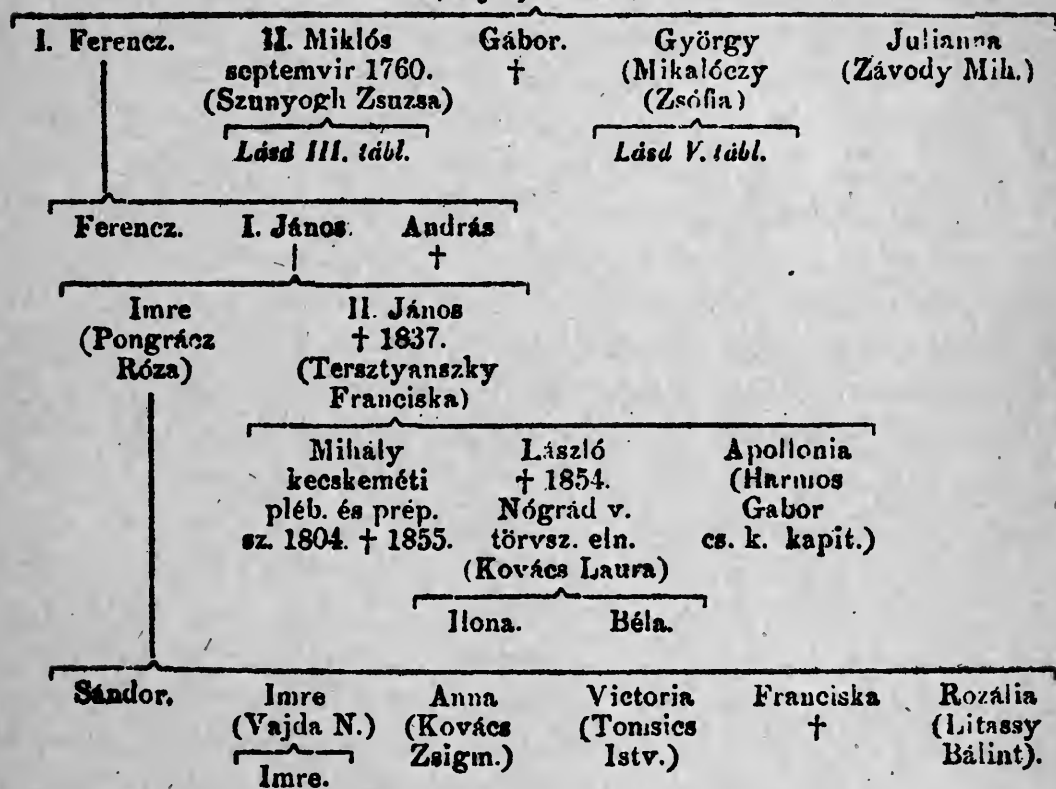 I. Ferencz. II. Miklós Gábor. György Julianna
septemvir 1760. † (Mikalóczy (Závody Mih.)
(Szunyogh Zsuzsa) (Zsófia)
Lásd III. tábl. Lásd V. tábl.
Ferencz. I. János. András
†
Imre II. János
(Pongrácz † 1837.
Róza) (Tersztyanszky
Franciska)
Mihály László Apollonia
kecskeméti † 1854. (Harmos
pléb. és prép. Nógrád v. Gabor
sz. 1804. † 1855. törvsz. eln. cs. k. kapit.)
(Kovács Laura)
Ilona. Béla.
Sándor. Imre Anna Victoria Franciska Rozália
(Vajda N.) (Kovács (Tomsics † (Litassy
Imre. Zsigm.) Istv.) Bálint).